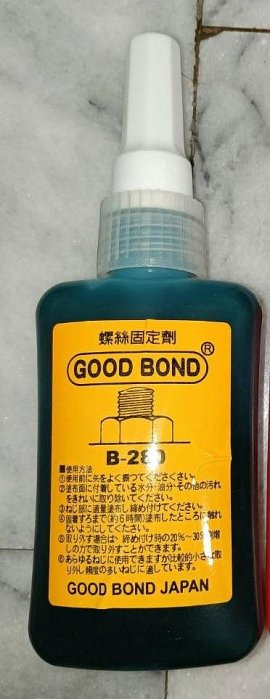 螺絲固定劑
GOOD BOND®
B-280
■使用方法
①使用前に矢をよく振つてくださくさい。
②塗布面に付着している水分·油分·その他の汚れ
をきれいに取り除いてください。
③ねじ部に適量塗布し締め付けてください。
④固着するまで(約6時間)塗布したところに触れ
ないようにしてください。
⑤取り外す場合は、締め付け時の20%~30%
の力で取り外すことができます。
⑥あらゆるねじに使用できますが比較的小さな取
り外し頻度の多いねじに適しています。
GOOD BOND JAPAN